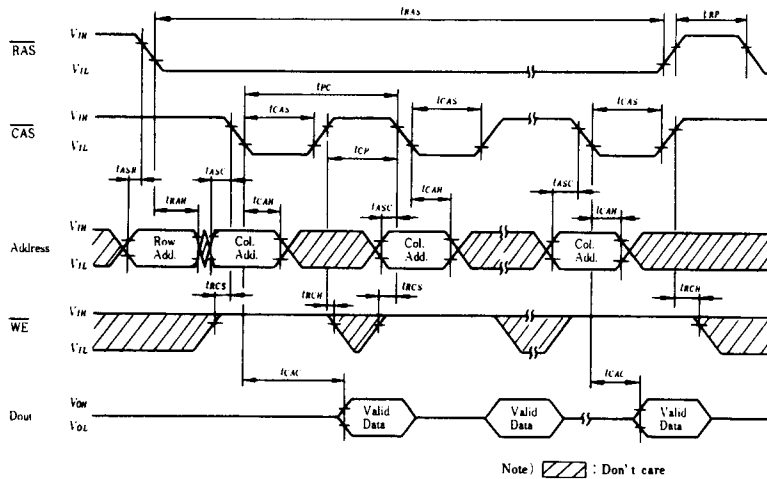 tRAS
tRP
RAS
VIH
VIL
tPC
tCAS
tCAS
tCAS
CAS
VIH
VIL
tCP
tASR
tRAH
tASC
tCAH
tASC
tCAH
tASC
tCAH
Address
VIH
VIL
Row
Add.
Col.
Add.
Col.
Add.
Col.
Add.
tRCS
tRCH
tRCS
tRCH
WE
VIH
VIL
tCAC
tCAC
Dout
VOH
VOL
Valid
Data
Valid
Data
Valid
Data
Note) : Don't care